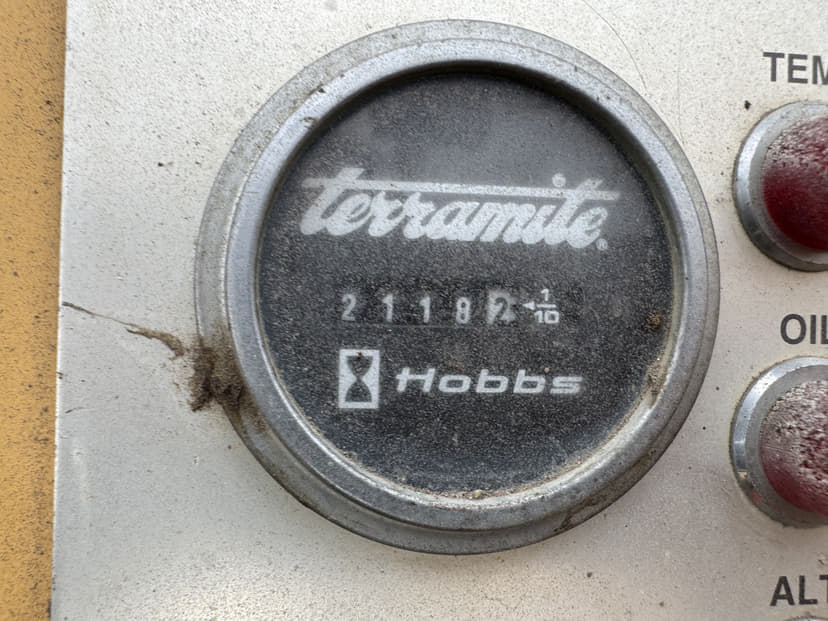 terramite®
2 1 1 8 2 1/10
Hobbs
TEM
OIL
ALT